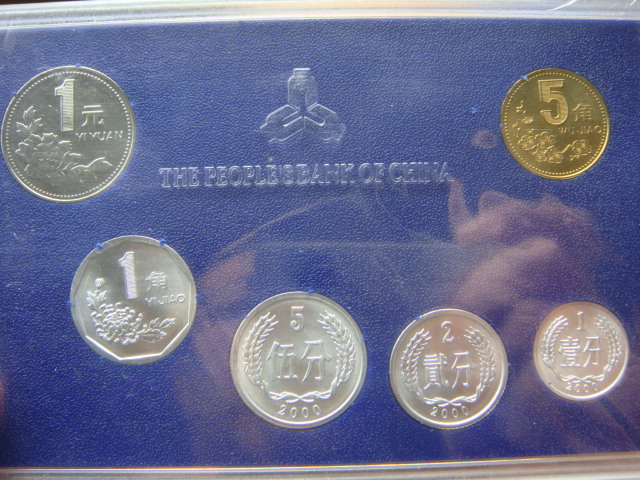 1元
YI YUAN
5角
WU JIAO
THE PEOPLE'S BANK OF CHINA
1角
YI JIAO
5
伍分
2000
2
贰分
2000
1
壹分
2000